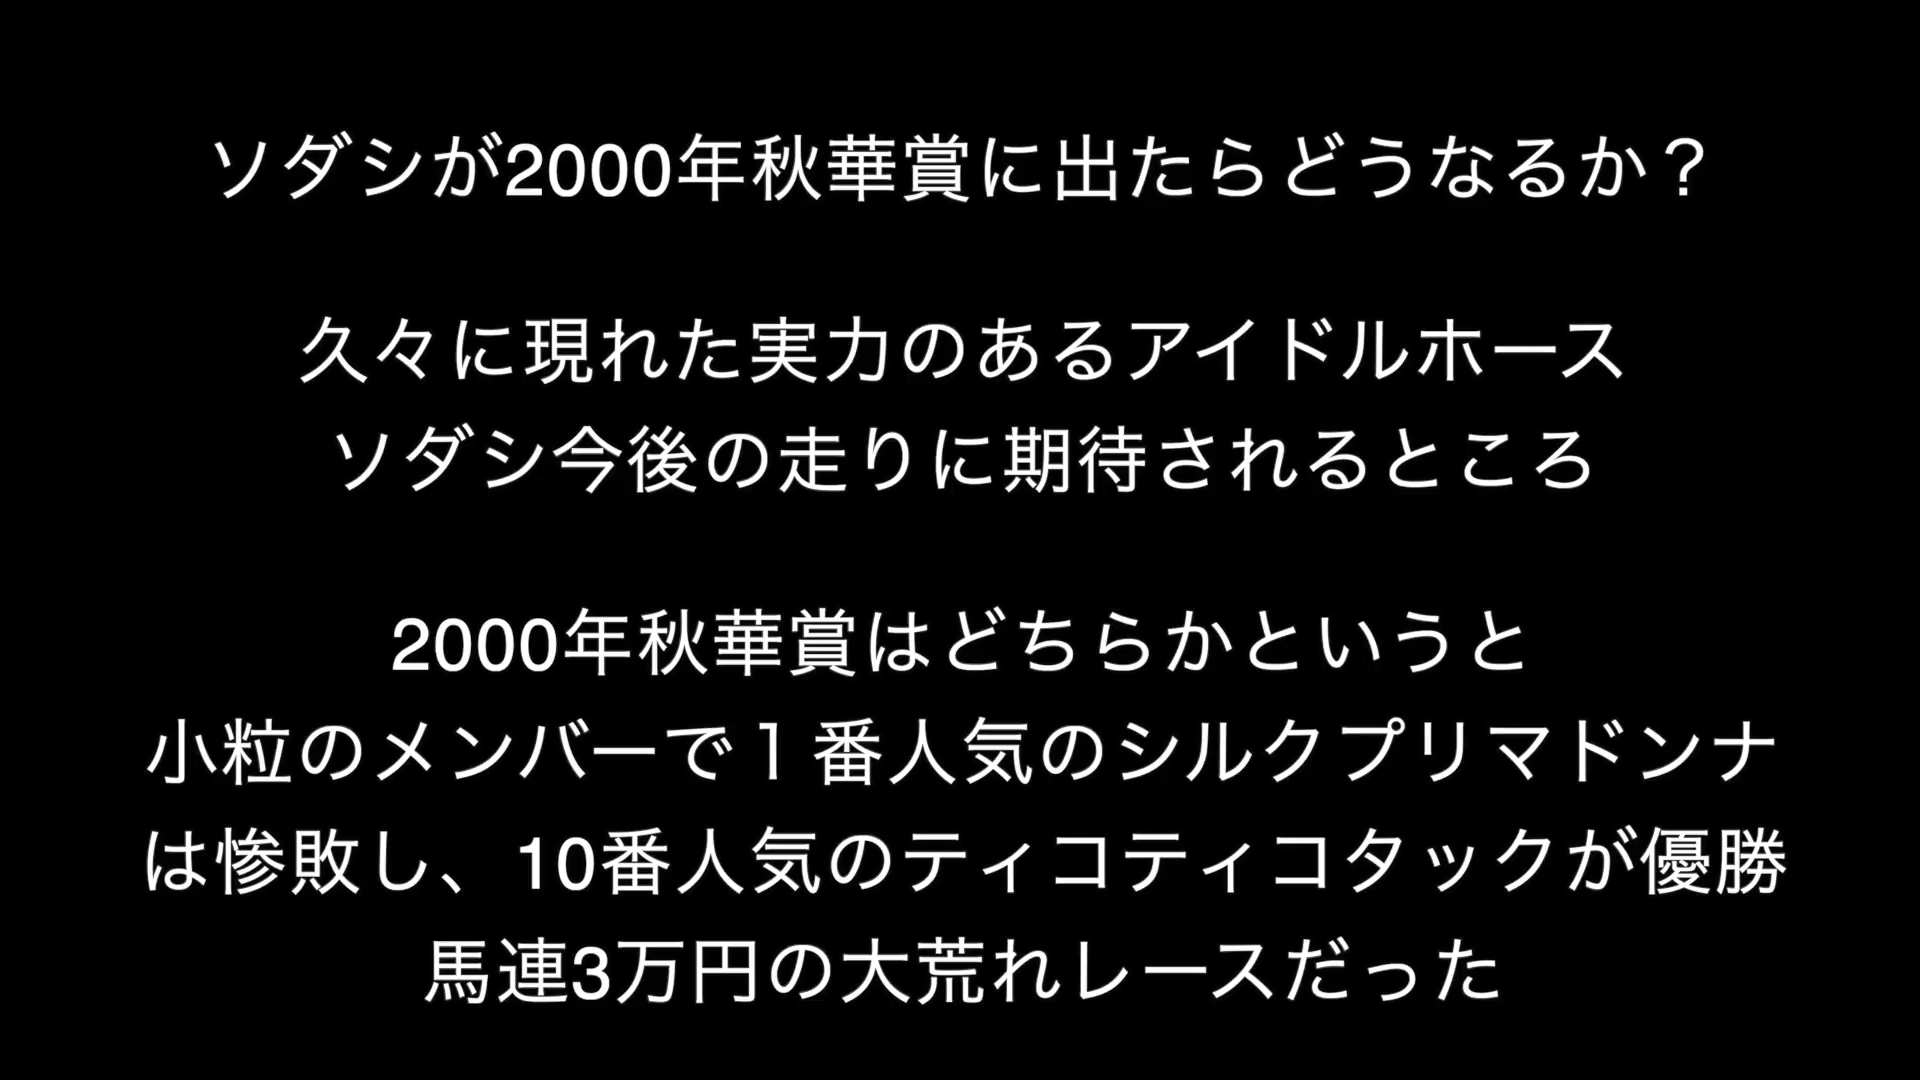 ソダシが2000年秋華賞に出たらどうなるか？
久々に現れた実力のあるアイドルホース
ソダシ今後の走りに期待されるところ
2000年秋華賞はどちらかというと
小粒のメンバーで１番人気のシルクプリマドンナ
は惨敗し、10番人気のティコティコタックが優勝
馬連3万円の大荒れレースだった